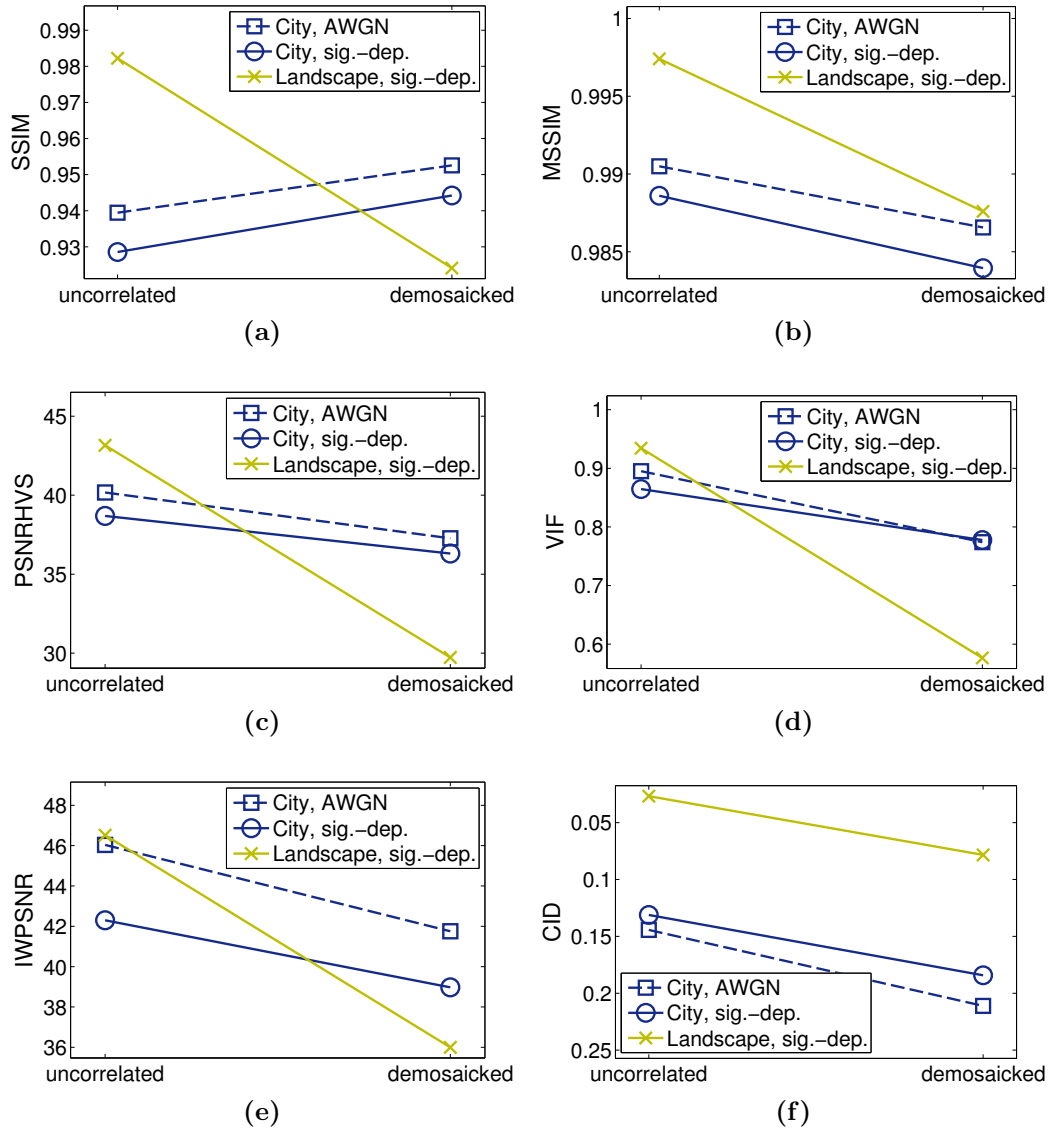 0.99
0.98
0.97
0.96
0.95
0.94
0.93
SSIM
City, AWGN
City, sig.-dep.
Landscape, sig.-dep.
uncorrelated demosaicked
(a)
1
0.995
0.99
0.985
MSSIM
City, AWGN
City, sig.-dep.
Landscape, sig.-dep.
uncorrelated demosaicked
(b)
45
40
35
30
PSNRHVS
City, AWGN
City, sig.-dep.
Landscape, sig.-dep.
uncorrelated demosaicked
(c)
1
0.9
0.8
0.7
0.6
VIF
City, AWGN
City, sig.-dep.
Landscape, sig.-dep.
uncorrelated demosaicked
(d)
48
46
44
42
40
38
36
IWPSNR
City, AWGN
City, sig.-dep.
Landscape, sig.-dep.
uncorrelated demosaicked
(e)
0.05
0.1
0.15
0.2
0.25
CID
City, AWGN
City, sig.-dep.
Landscape, sig.-dep.
uncorrelated demosaicked
(f)